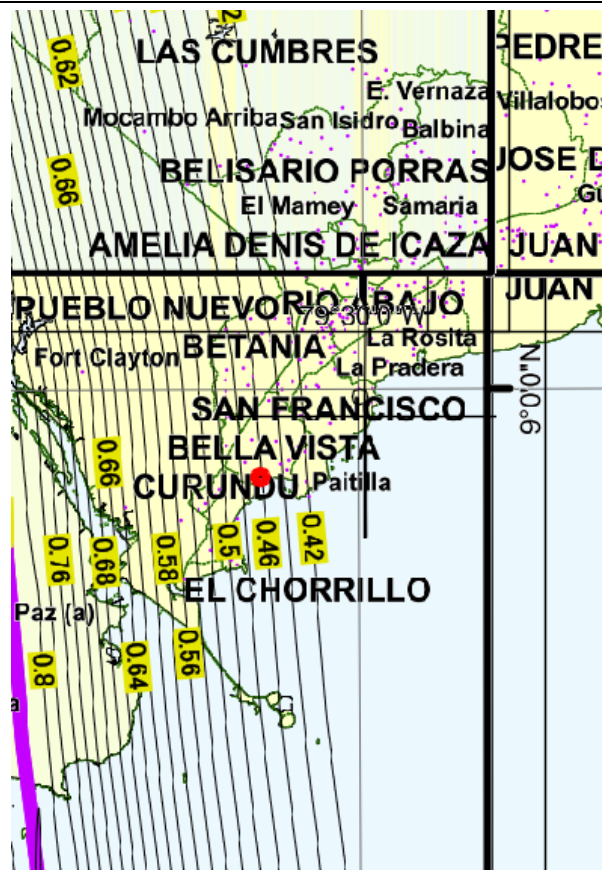 0.62
LAS CUMBRES
PEDRE
E. Vernaza
Villalobos
Mocambo Arriba
San Isidro
Balbina
0.66
BELISARIO PORRAS
JOSE D
El Mamey
Samaria
Gu
AMELIA DENIS DE ICAZA
JUAN
JUAN
PUEBLO NUEVO
RIO ABAJO
79°30'0"W
La Rosita
Fort Clayton
BETANIA
La Pradera
9°0'0"N
SAN FRANCISCO
BELLA VISTA
0.66
CURUNDU
Paitilla
0.76
0.68
0.58
0.5
0.46
0.42
EL CHORRILLO
Paz (a)
0.8
0.64
0.56
a